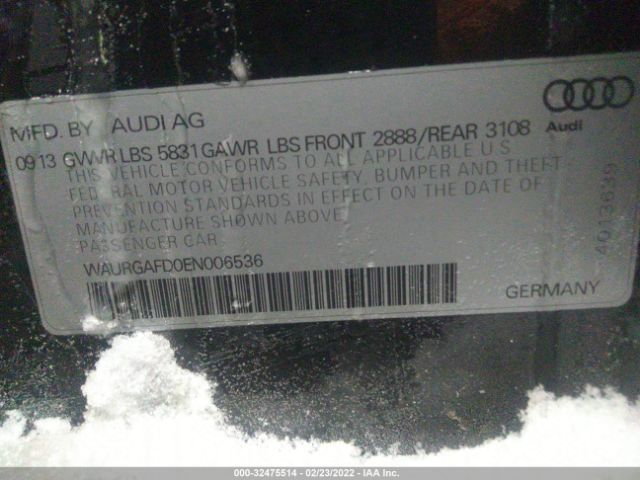 MFD. BY AUDI AG
0913 GVWR LBS 5831 GAWR LBS FRONT 2888/REAR 3108
Audi
THIS VEHICLE CONFORMS TO ALL APPLICABLE U.S
FEDERAL MOTOR VEHICLE SAFETY, BUMPER AND THEFT
PREVENTION STANDARDS IN EFFECT ON THE DATE OF
MANUFACTURE SHOWN ABOVE.
PASSENGER CAR
WAURGAFD0EN006536
4013639
GERMANY
000-32475514 - 02/23/2022 - IAA Inc.